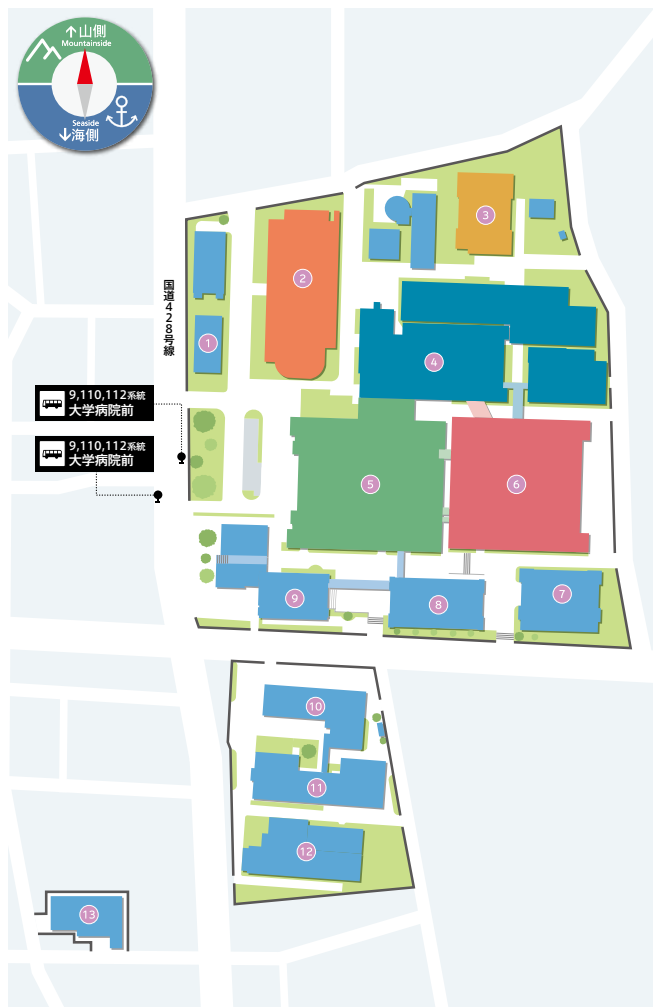 ↑山側
Mountainside
Seaside
↓海側
国道428号線
9,110,112系統
大学病院前
9,110,112系統
大学病院前
1
2
3
4
5
6
7
8
9
10
11
12
13